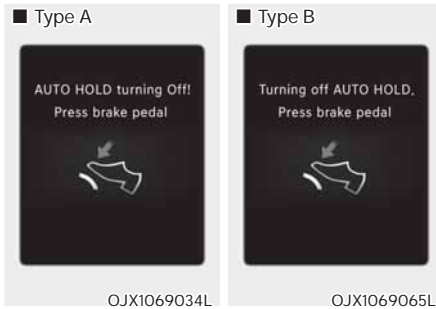 ■ Type A
AUTO HOLD turning Off!
Press brake pedal
OJX1069034L
■ Type B
Turning off AUTO HOLD,
Press brake pedal
OJX1069065L